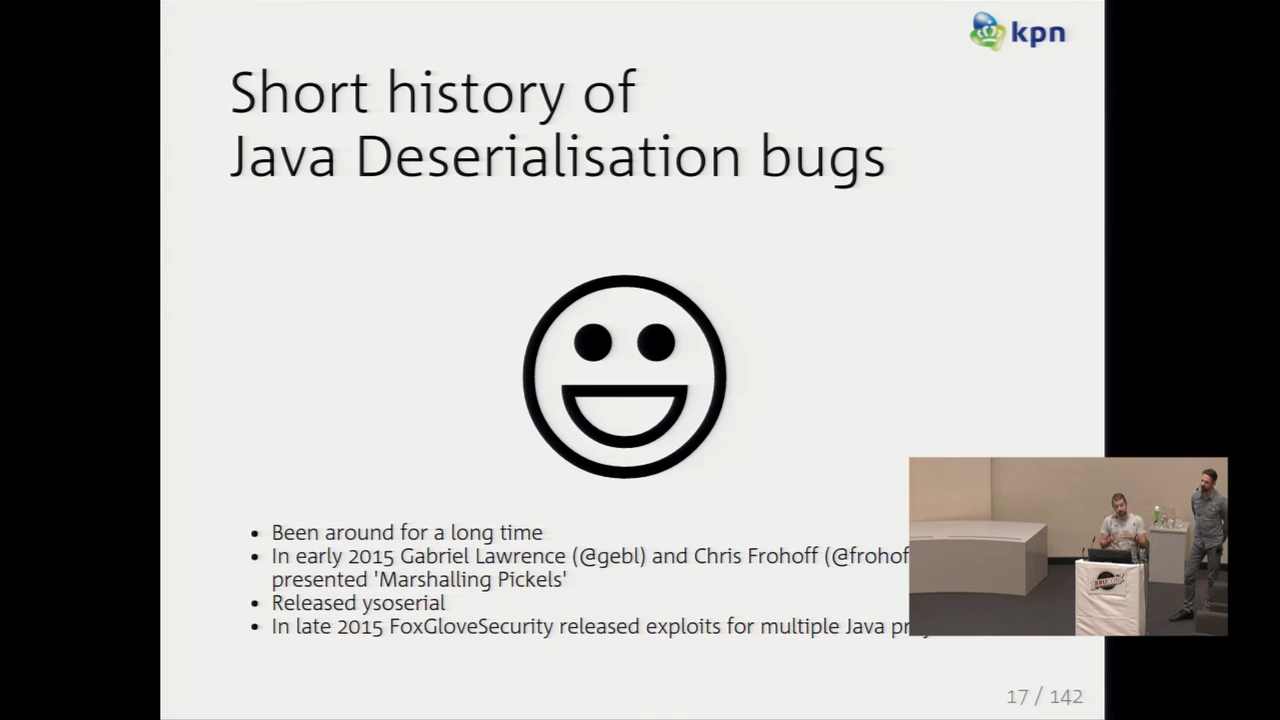 kpn
Short history of
Java Deserialisation bugs
• Been around for a long time
• In early 2015 Gabriel Lawrence (@gebl) and Chris Frohoff (@frohof
presented 'Marshalling Pickels'
• Released ysoserial
• In late 2015 FoxGloveSecurity released exploits for multiple Java
BRUCON
17 / 142